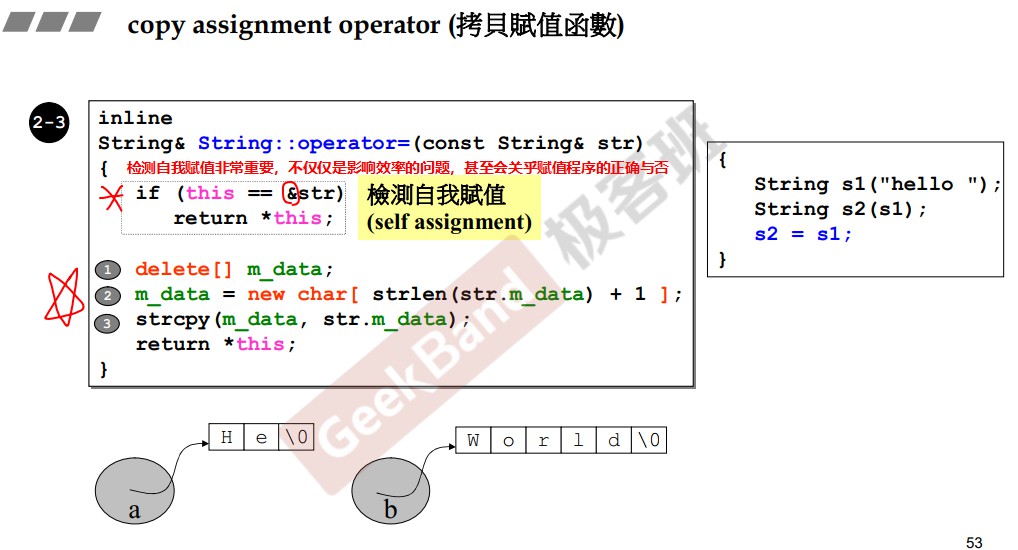 copy assignment operator (拷貝賦值函數)
2-3
inline
String& String::operator=(const String& str)
{ 检测自我赋值非常重要，不仅仅是影响效率的问题，甚至会关乎赋值程序的正确与否
if (this == &str)
return *this;
檢測自我賦值
(self assignment)
1 delete[] m_data;
2 m_data = new char[ strlen(str.m_data) + 1 ];
3 strcpy(m_data, str.m_data);
return *this;
}
{
String s1("hello ");
String s2(s1);
s2 = s1;
}
GeekBand 极客班
H e \0
a
W o r l d \0
b
53